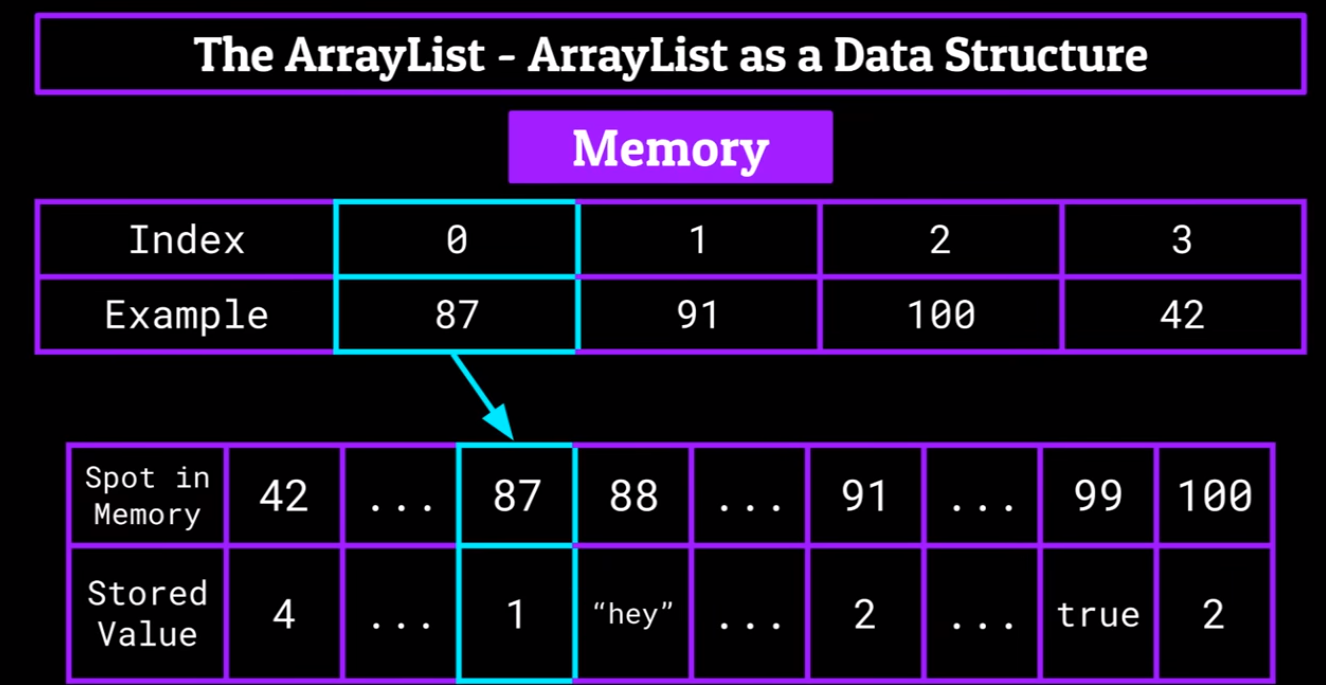 The ArrayList - ArrayList as a Data Structure
Memory
Index 0 1 2 3
Example 87 91 100 42
Spot in Memory 42 ... 87 88 ... 91 ... 99 100
Stored Value 4 ... 1 “hey” ... 2 ... true 2